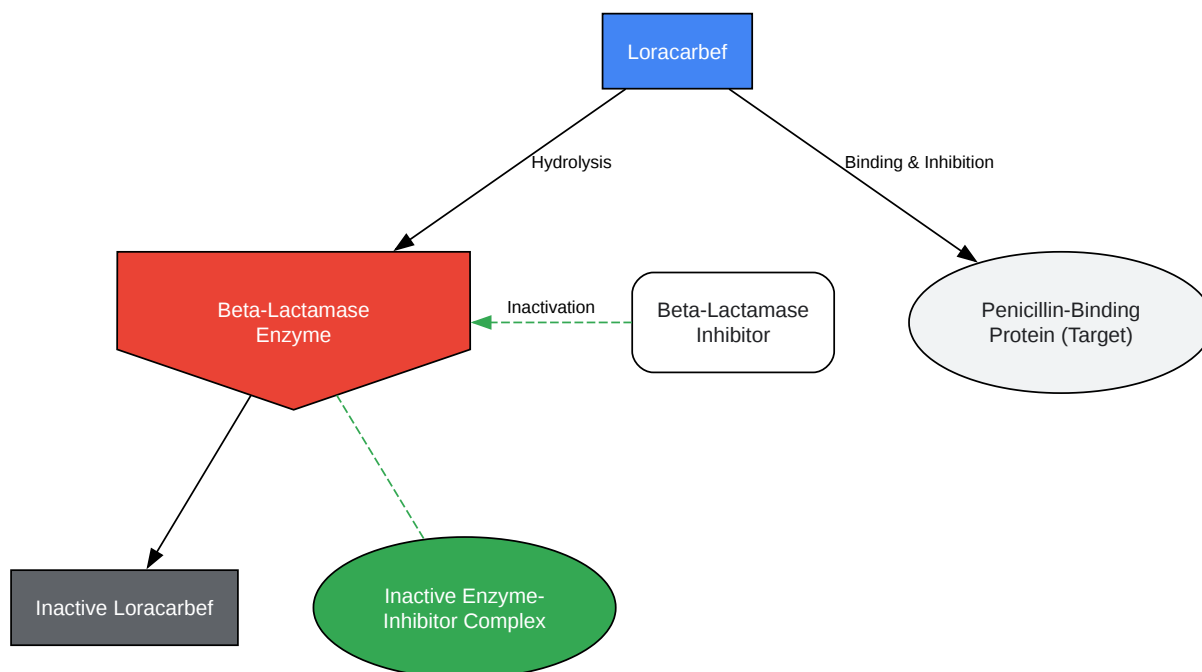 Loracarbef
Hydrolysis
Binding & Inhibition
Beta-Lactamase
Enzyme
Inactivation
Beta-Lactamase
Inhibitor
Penicillin-Binding
Protein (Target)
Inactive Loracarbef
Inactive Enzyme-
Inhibitor Complex